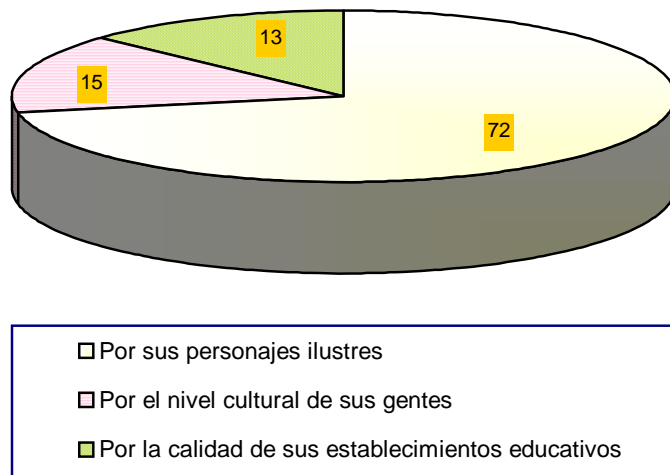 13
15
72
Por sus personajes ilustres
Por el nivel cultural de sus gentes
Por la calidad de sus establecimientos educativos